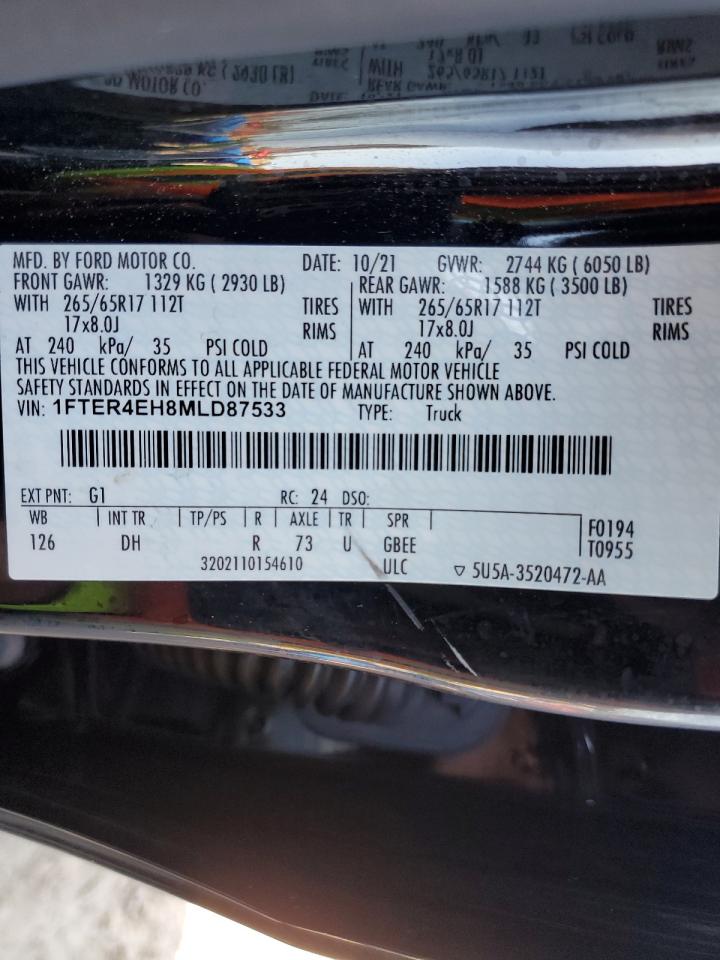 MFD. BY FORD MOTOR CO. DATE: 10/21 GVWR: 2744 KG ( 6050 LB)
FRONT GAWR: 1329 KG ( 2930 LB) REAR GAWR: 1588 KG ( 3500 LB)
WITH 265/65R17 112T TIRES WITH 265/65R17 112T TIRES
17x8.0J RIMS 17x8.0J RIMS
AT 240 kPa/ 35 PSI COLD AT 240 kPa/ 35 PSI COLD
THIS VEHICLE CONFORMS TO ALL APPLICABLE FEDERAL MOTOR VEHICLE
SAFETY STANDARDS IN EFFECT ON THE DATE OF MANUFACTURE SHOWN ABOVE.
VIN: 1FTER4EH8MLD87533 TYPE: Truck
EXT PNT: G1 RC: 24 DSO:
WB INT TR TP/PS R AXLE TR SPR F0194
126 DH R 73 U GBEE T0955
3202110154610 ULC 5U5A-3520472-AA